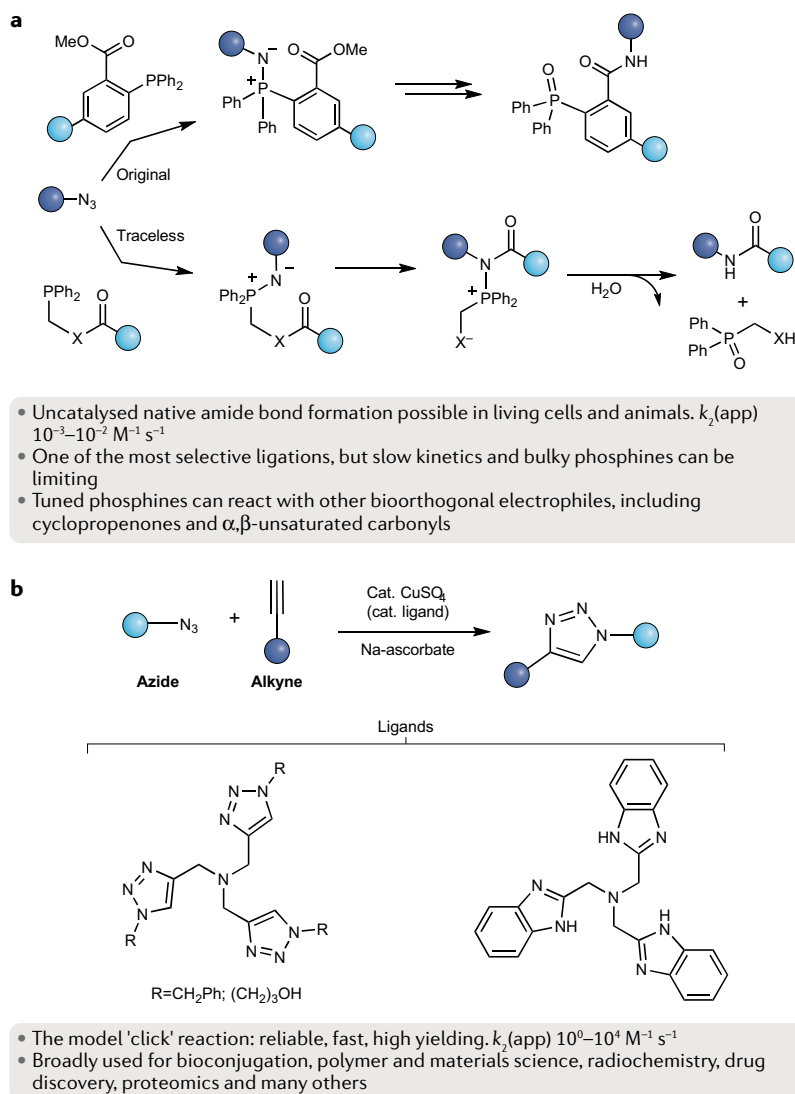 a
MeO O
PPh2
N −
+ P
Ph
Ph
O OMe
O
NH
O
Ph P
Ph
Original
N3
Traceless
PPh2
O
X
+ −
Ph2P N
O
X
O
N
+ PPh2
X−
H2O
O
N
H
+
Ph
Ph P XH
O
• Uncatalysed native amide bond formation possible in living cells and animals. k₂(app)
10⁻³–10⁻² M⁻¹ s⁻¹
• One of the most selective ligations, but slow kinetics and bulky phosphines can be
limiting
• Tuned phosphines can react with other bioorthogonal electrophiles, including
cyclopropenones and α,β-unsaturated carbonyls
b
N3
+
Cat. CuSO4
(cat. ligand)
Na-ascorbate
N N
N
Azide
Alkyne
Ligands
R
N N
N
N
N
N
R
N
N
N N
R
HN N
N
NH
N
H
N
N
R=CH2Ph; (CH2)3OH
• The model 'click' reaction: reliable, fast, high yielding. k₂(app) 10⁰–10⁴ M⁻¹ s⁻¹
• Broadly used for bioconjugation, polymer and materials science, radiochemistry, drug
discovery, proteomics and many others